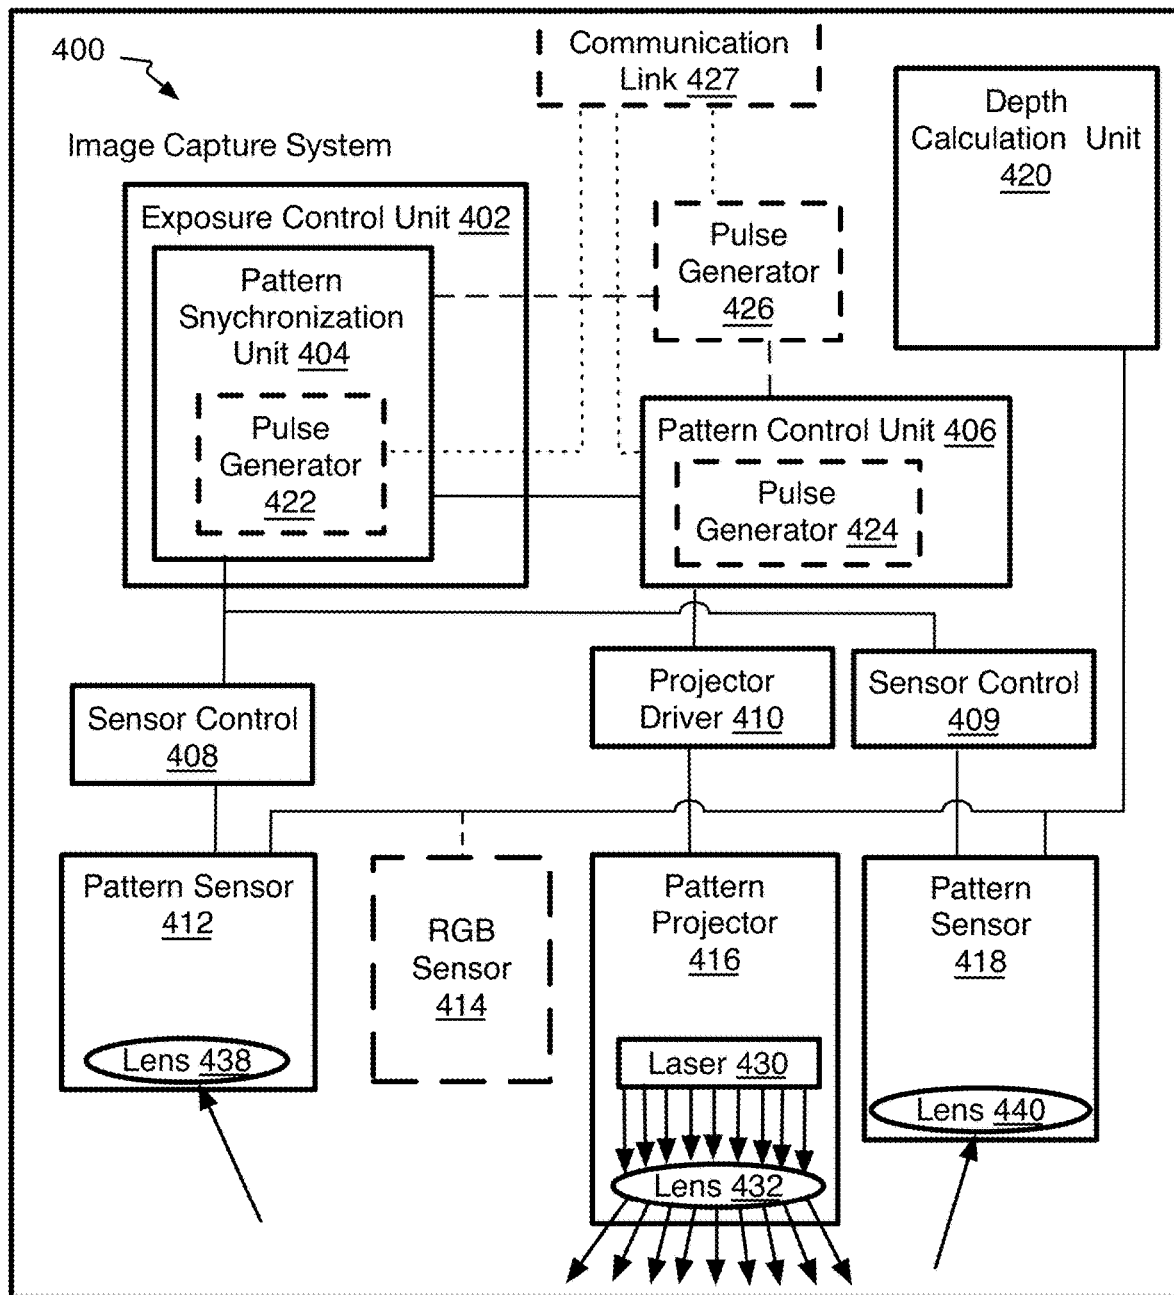 400
Communication
Link 427
Depth
Calculation Unit
420
Image Capture System
Exposure Control Unit 402
Pattern
Snychronization
Unit 404
Pulse
Generator
422
Pulse
Generator
426
Pattern Control Unit 406
Pulse
Generator 424
Sensor Control
408
Projector
Driver 410
Sensor Control
409
Pattern Sensor
412
RGB
Sensor
414
Pattern
Projector
416
Pattern
Sensor
418
Lens 438
Laser 430
Lens 432
Lens 440